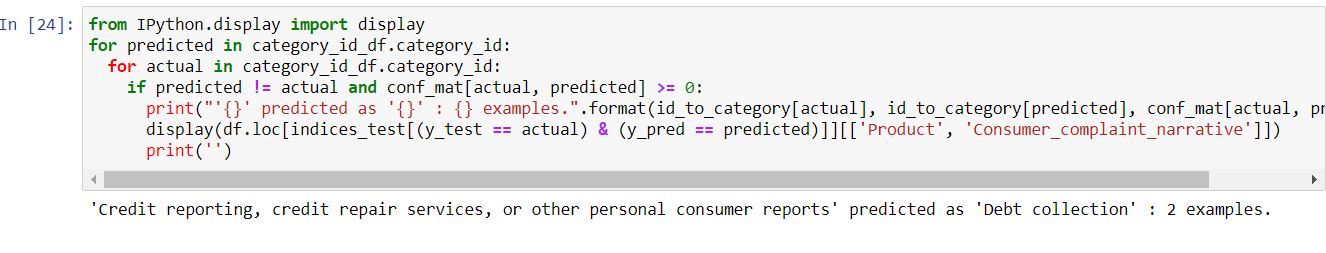 In [24]:
from IPython.display import display
for predicted in category_id_df.category_id:
for actual in category_id_df.category_id:
if predicted != actual and conf_mat[actual, predicted] >= 0:
print("'{}' predicted as '{}' : {} examples.".format(id_to_category[actual], id_to_category[predicted], conf_mat[actual, pr
display(df.loc[indices_test[(y_test == actual) & (y_pred == predicted)]][['Product', 'Consumer_complaint_narrative']])
print('')
'Credit reporting, credit repair services, or other personal consumer reports' predicted as 'Debt collection' : 2 examples.